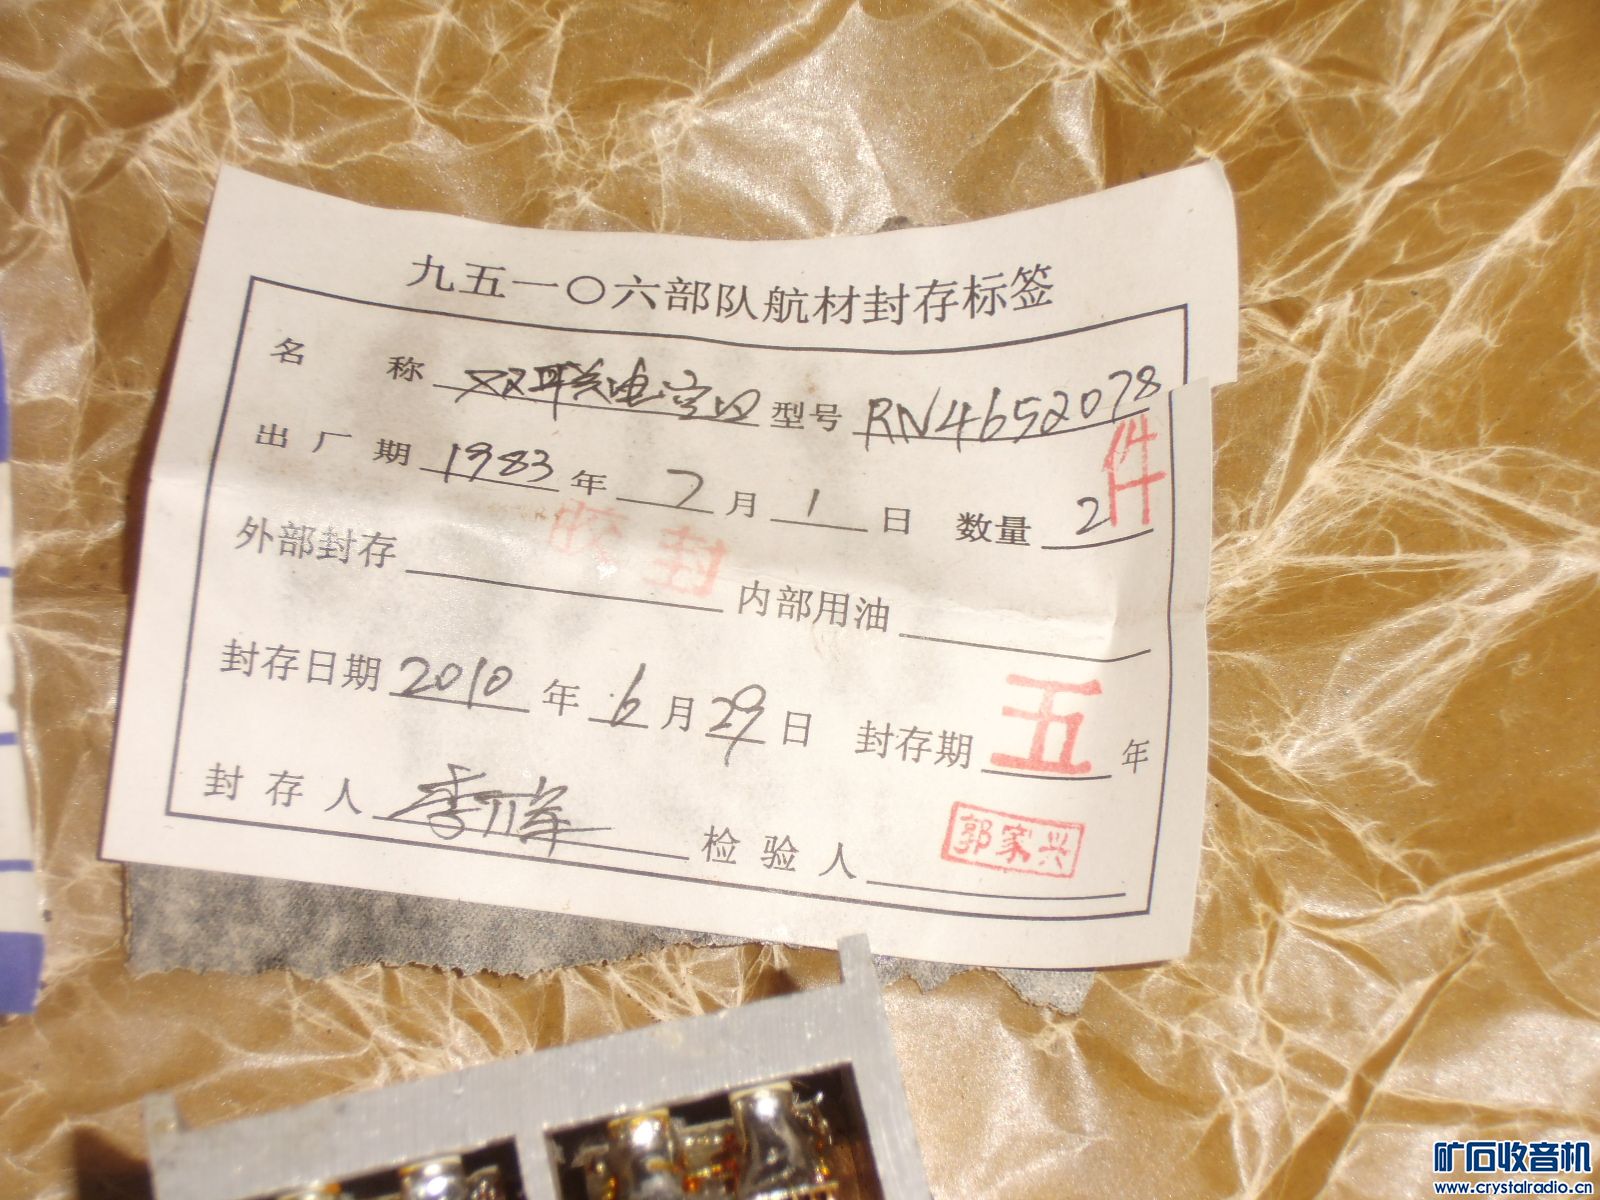 九五一〇六部队航材封存标签
名 称 双联电容 型号 RN4652078
出厂期 1983 年 7 月 1 日 数量 2 件
外部封存 胶封 内部用油
封存日期 2010 年 6 月 29 日 封存期 五 年
封存人 李 检验人 郭家兴
矿石收音机
www.crystalradio.cn